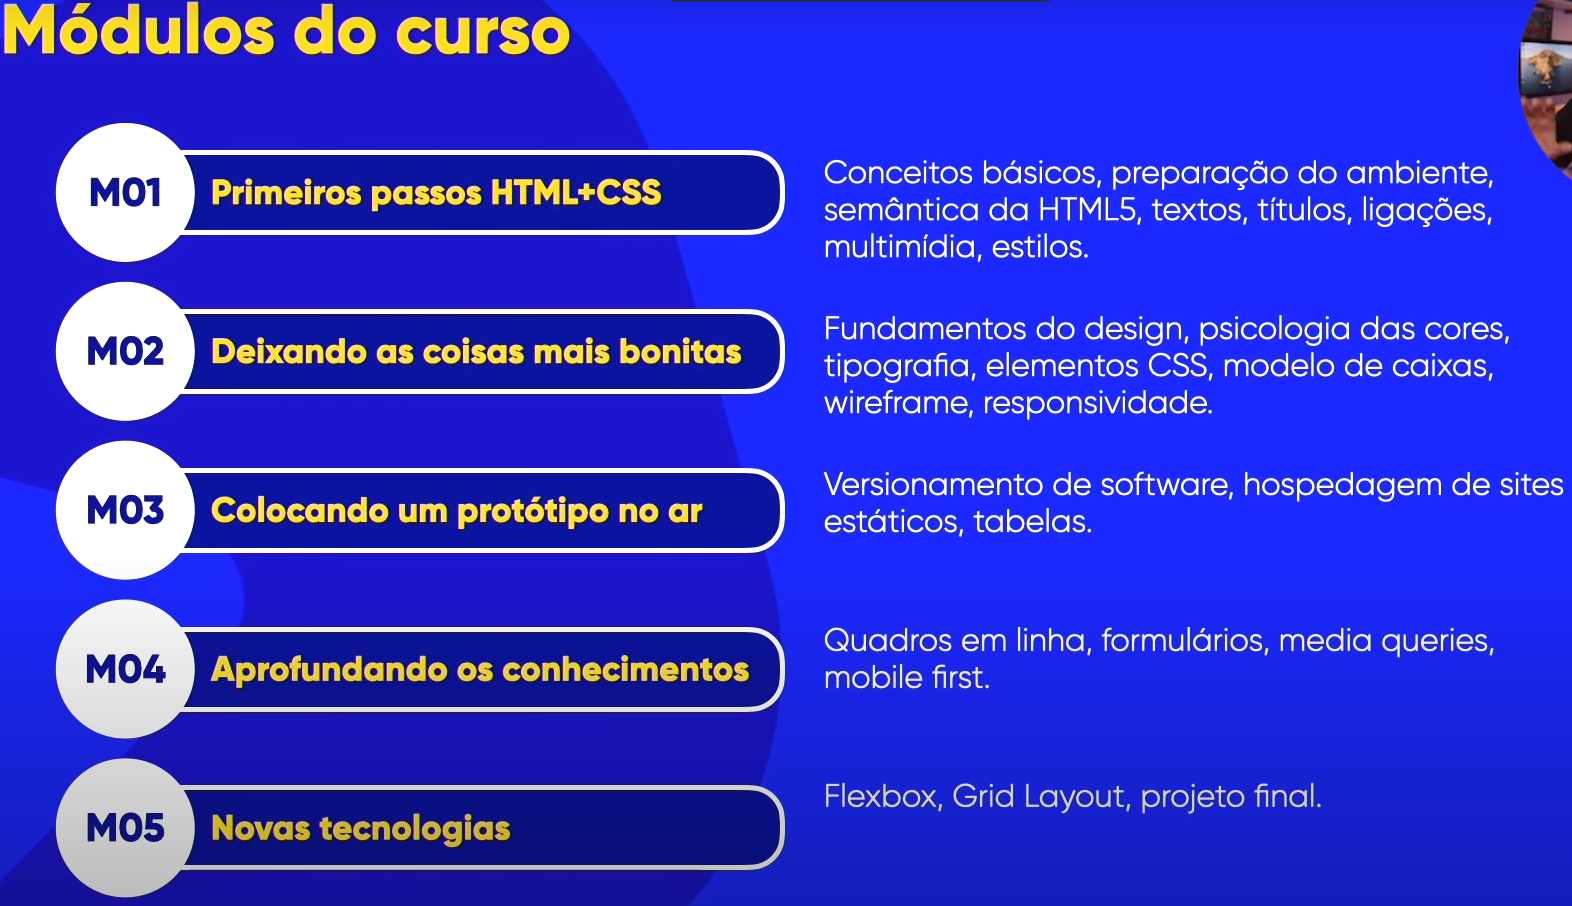 Módulos do curso
M01
Primeiros passos HTML+CSS
Conceitos básicos, preparação do ambiente,
semântica da HTML5, textos, títulos, ligações,
multimídia, estilos.
M02
Deixando as coisas mais bonitas
Fundamentos do design, psicologia das cores,
tipografia, elementos CSS, modelo de caixas,
wireframe, responsividade.
M03
Colocando um protótipo no ar
Versionamento de software, hospedagem de sites
estáticos, tabelas.
M04
Aprofundando os conhecimentos
Quadros em linha, formulários, media queries,
mobile first.
M05
Novas tecnologias
Flexbox, Grid Layout, projeto final.